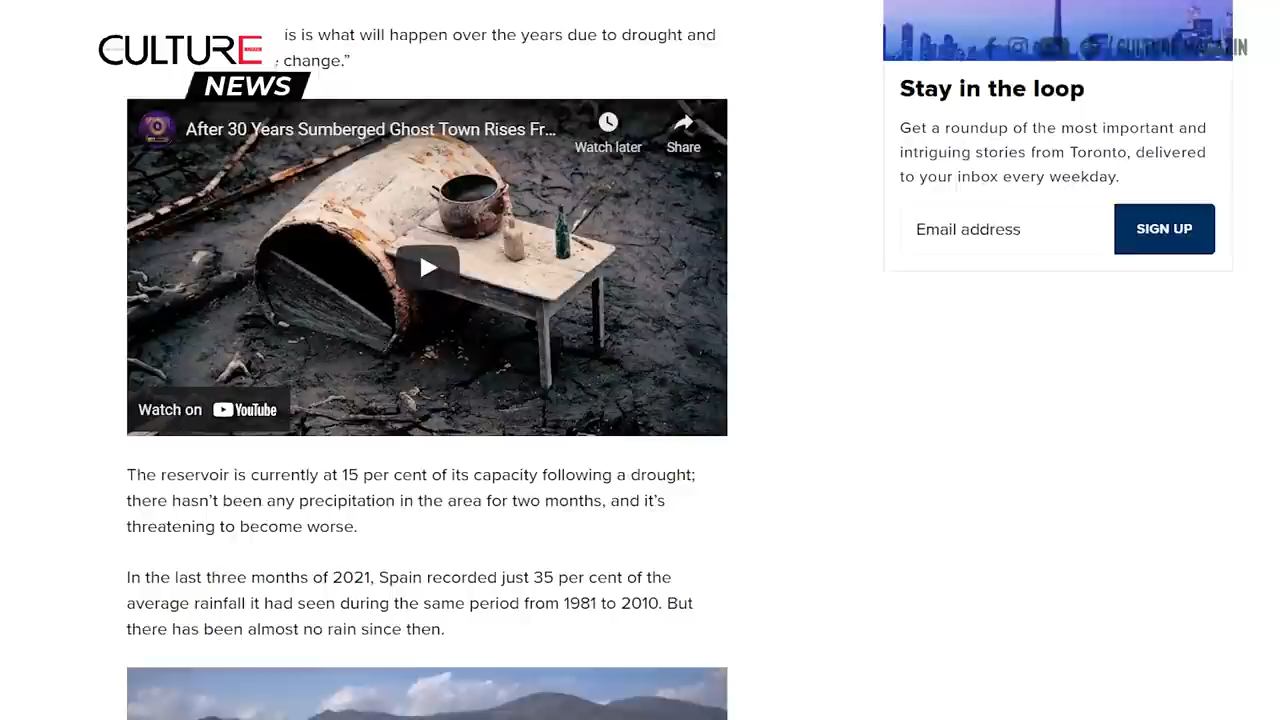 CULTURE
NEWS
is is what will happen over the years due to drought and
change.”
After 30 Years Sumberged Ghost Town Rises Fr...
Watch later
Share
Watch on YouTube
The reservoir is currently at 15 per cent of its capacity following a drought;
there hasn’t been any precipitation in the area for two months, and it’s
threatening to become worse.
In the last three months of 2021, Spain recorded just 35 per cent of the
average rainfall it had seen during the same period from 1981 to 2010. But
there has been almost no rain since then.
Stay in the loop
Get a roundup of the most important and
intriguing stories from Toronto, delivered
to your inbox every weekday.
Email address
SIGN UP